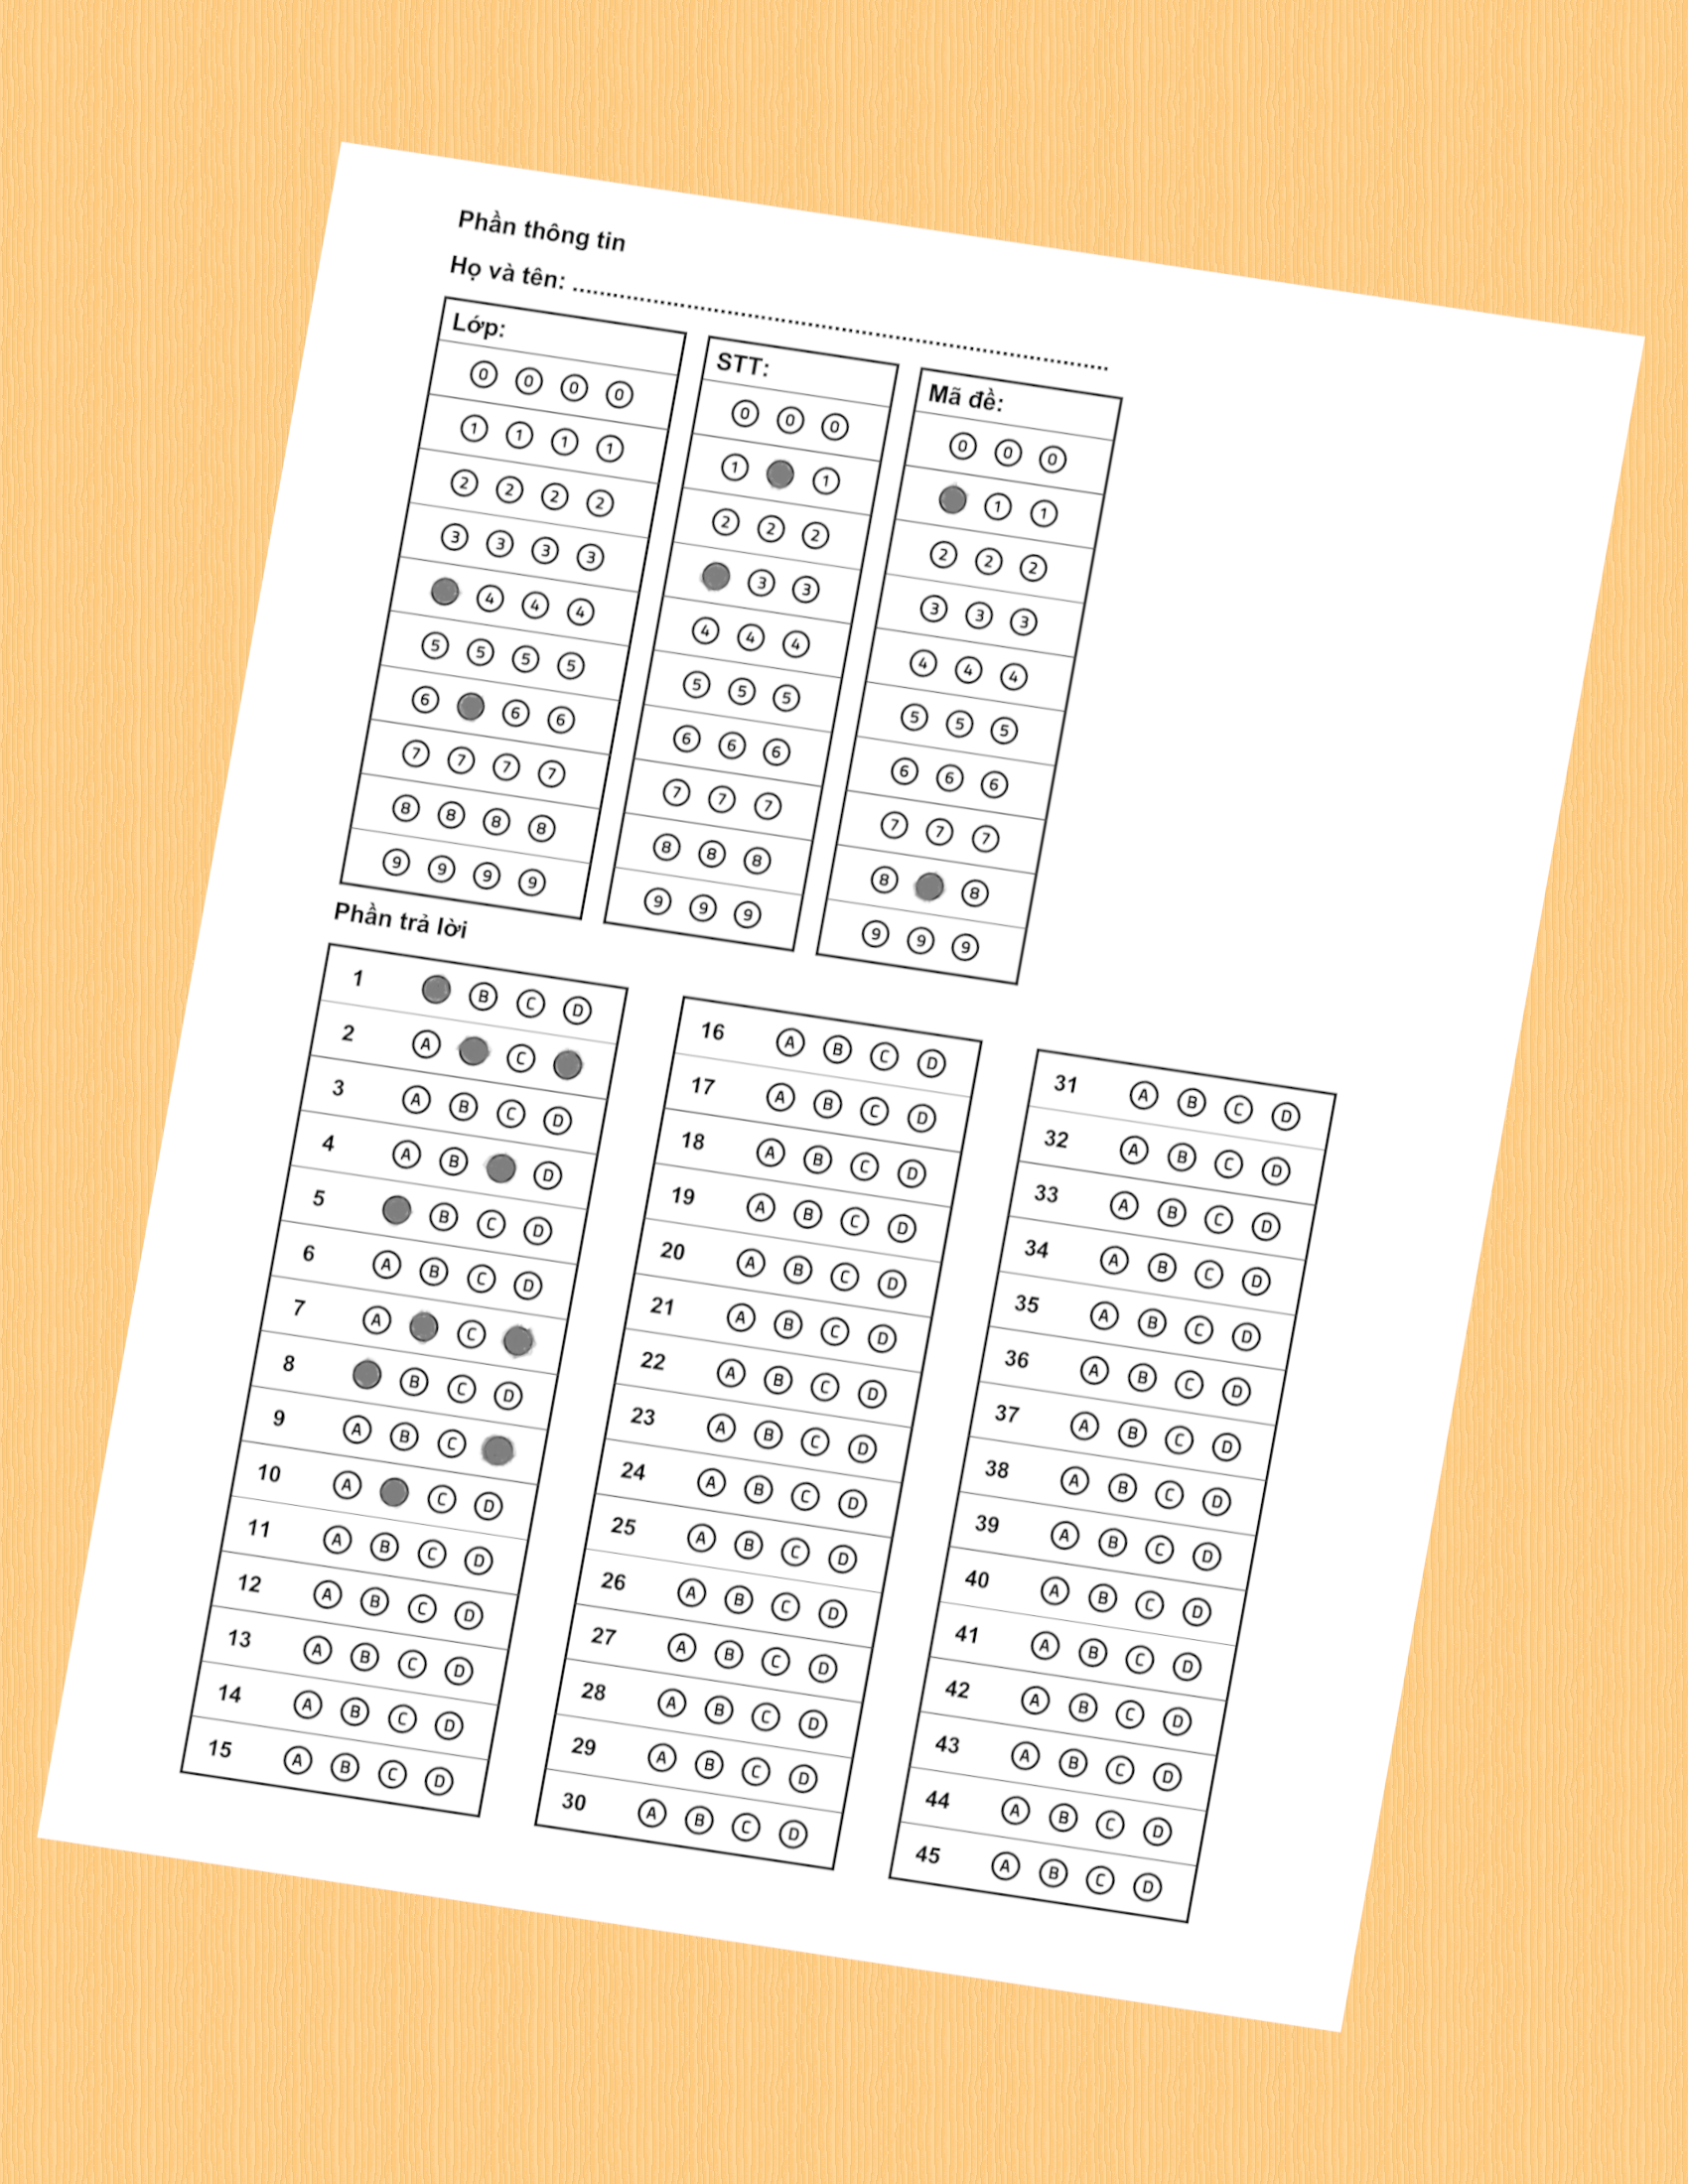 Phần thông tin
Họ và tên: ................................................................................
Lớp:
0 0 0 0
1 1 1 1
2 2 2 2
3 3 3 3
4 4 4
5 5 5 5
6 6 6
7 7 7 7
8 8 8 8
9 9 9 9
STT:
0 0 0
1 1
2 2 2
3 3
4 4 4
5 5 5
6 6 6
7 7 7
8 8 8
9 9 9
Mã đề:
0 0 0
1 1
2 2 2
3 3 3
4 4 4
5 5 5
6 6 6
7 7 7
8 8
9 9 9
Phần trả lời
1 B C D
2 A C
3 A B C D
4 A B D
5 B C D
6 A B C D
7 A C
8 B C D
9 A B C
10 A C D
11 A B C D
12 A B C D
13 A B C D
14 A B C D
15 A B C D
16 A B C D
17 A B C D
18 A B C D
19 A B C D
20 A B C D
21 A B C D
22 A B C D
23 A B C D
24 A B C D
25 A B C D
26 A B C D
27 A B C D
28 A B C D
29 A B C D
30 A B C D
31 A B C D
32 A B C D
33 A B C D
34 A B C D
35 A B C D
36 A B C D
37 A B C D
38 A B C D
39 A B C D
40 A B C D
41 A B C D
42 A B C D
43 A B C D
44 A B C D
45 A B C D